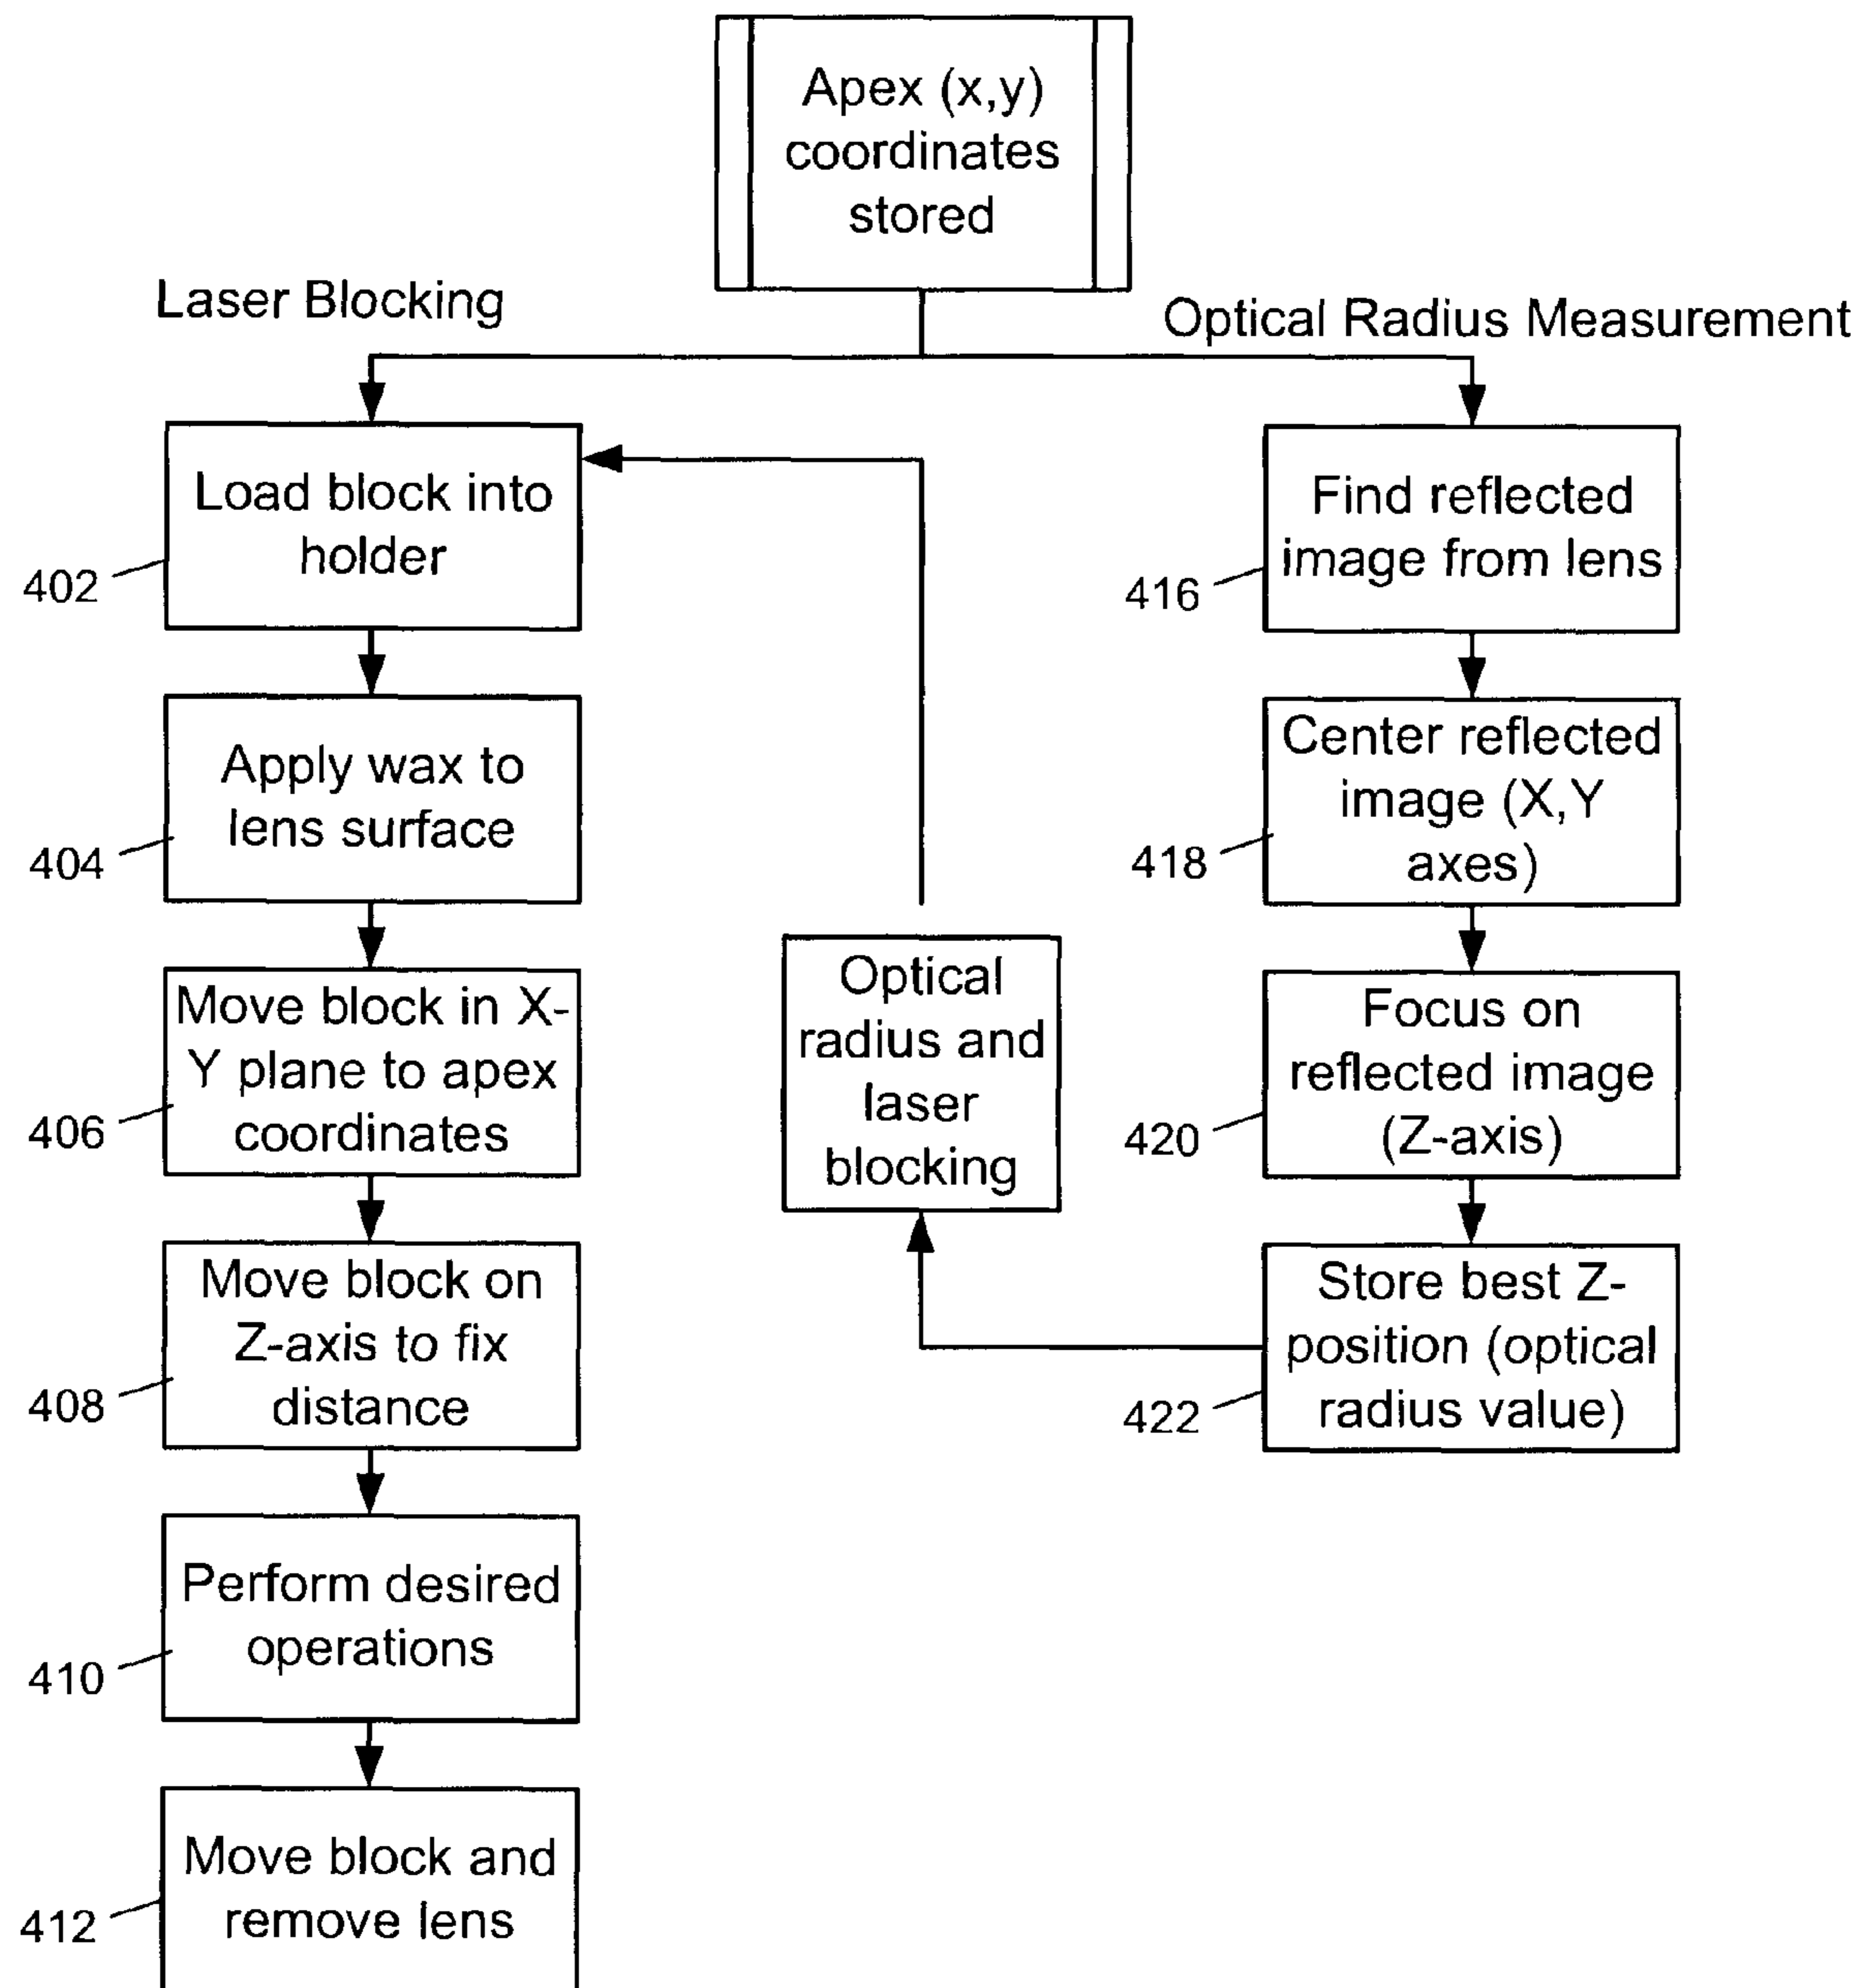 Apex (x,y)
coordinates
stored
Laser Blocking
Optical Radius Measurement
Load block into
holder
402
Apply wax to
lens surface
404
Move block in X-
Y plane to apex
coordinates
406
Move block on
Z-axis to fix
distance
408
Perform desired
operations
410
Move block and
remove lens
412
Optical
radius and
laser
blocking
Find reflected
image from lens
416
Center reflected
image (X,Y
axes)
418
Focus on
reflected image
(Z-axis)
420
Store best Z-
position (optical
radius value)
422